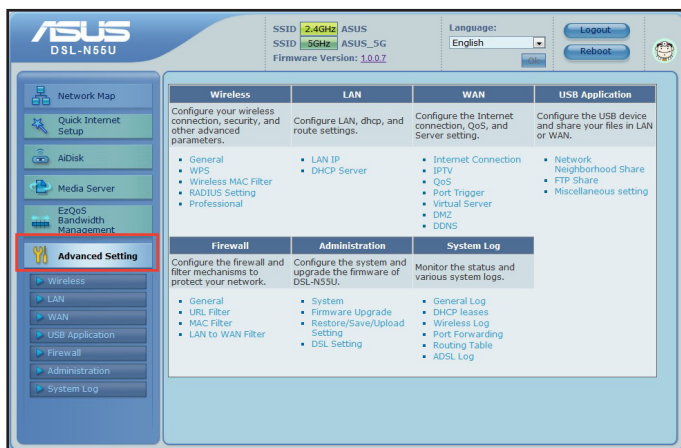 ASUS
DSL-N55U
SSID 2.4GHz ASUS
SSID 5GHz ASUS_5G
Firmware Version: 1.0.0.7
Language:
English
Ok
Logout
Reboot
Network Map
Quick Internet
Setup
AiDisk
Media Server
EzQoS
Bandwidth
Management
Advanced Setting
Wireless
LAN
WAN
USB Application
Firewall
Administration
System Log
Wireless
Configure your wireless
connection, security, and
other advanced
parameters.
General
WPS
Wireless MAC Filter
RADIUS Setting
Professional
LAN
Configure LAN, dhcp, and
route settings.
LAN IP
DHCP Server
WAN
Configure the Internet
connection, QoS, and
Server setting.
Internet Connection
IPTV
QoS
Port Trigger
Virtual Server
DMZ
DDNS
USB Application
Configure the USB device
and share your files in LAN
or WAN.
Network
Neighborhood Share
FTP Share
Miscellaneous setting
Firewall
Configure the firewall and
filter mechanisms to
protect your network.
General
URL Filter
MAC Filter
LAN to WAN Filter
Administration
Configure the system and
upgrade the firmware of
DSL-N55U.
System
Firmware Upgrade
Restore/Save/Upload
Setting
DSL Setting
System Log
Monitor the status and
various system logs.
General Log
DHCP leases
Wireless Log
Port Forwarding
Routing Table
ADSL Log